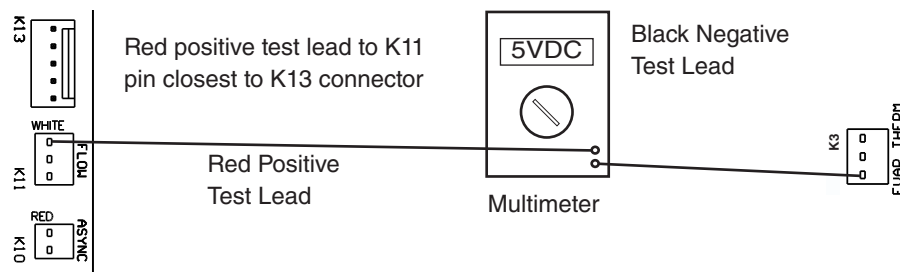 K13
Red positive test lead to K11
pin closest to K13 connector
5VDC
Black Negative
Test Lead
WHITE
FLOW
K11
Red Positive
Test Lead
Multimeter
K3
EVAP THERM
RED
ASYNC
K10